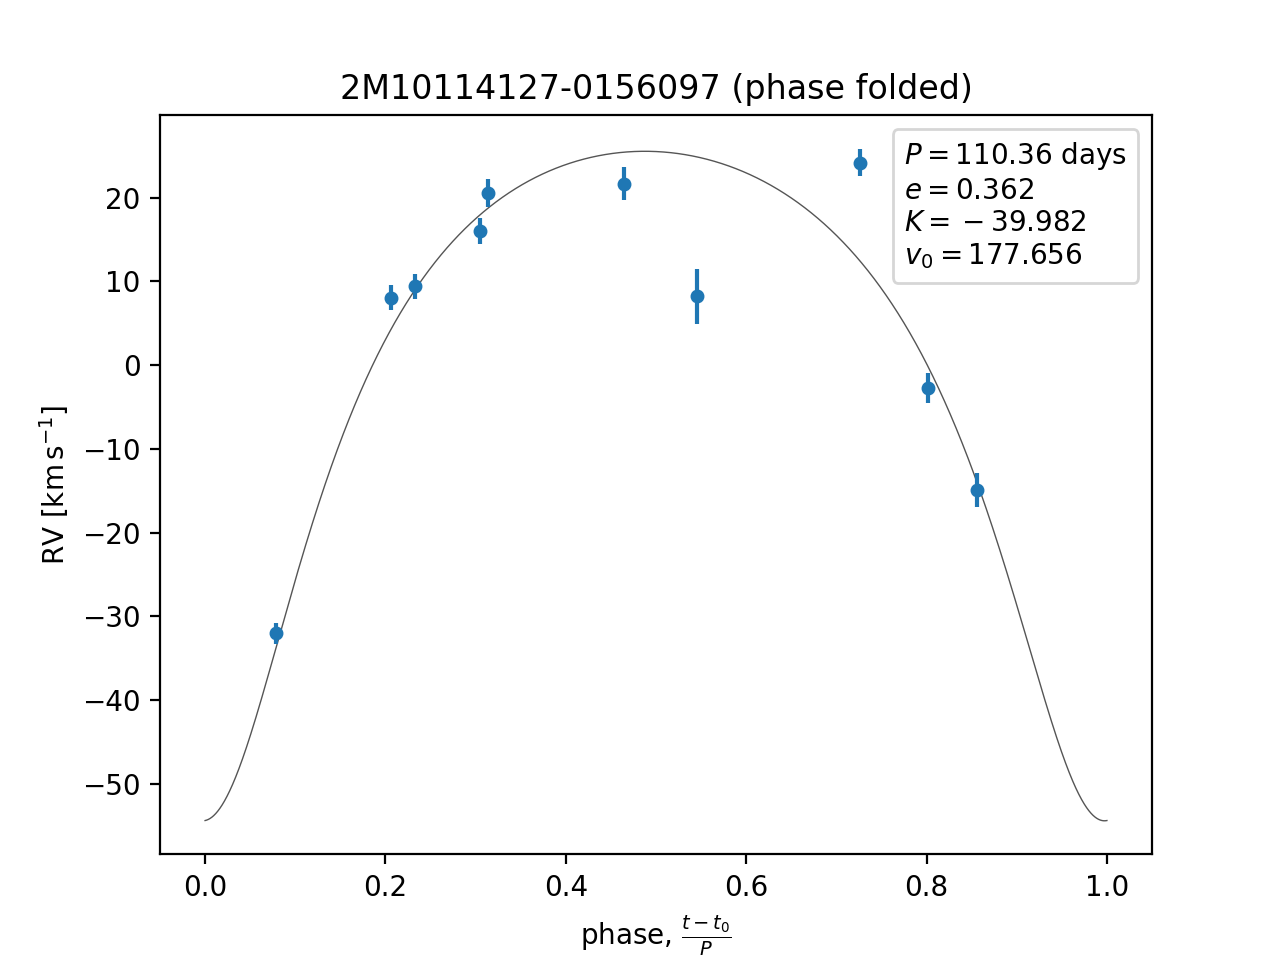 2M10114127-0156097 (phase folded)
P = 110.36 days
e = 0.362
K = −39.982
v₀ = 177.656
RV [km s⁻¹]
20
10
0
−10
−20
−30
−40
−50
0.0 0.2 0.4 0.6 0.8 1.0
phase, (t − t₀)/P